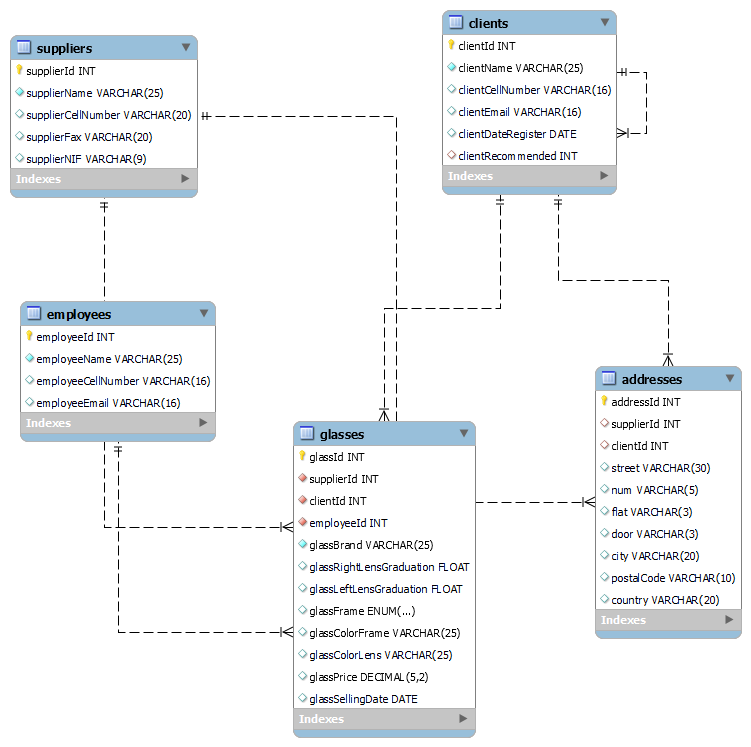 suppliers
supplierId INT
supplierName VARCHAR(25)
supplierCellNumber VARCHAR(20)
supplierFax VARCHAR(20)
supplierNIF VARCHAR(9)
Indexes
clients
clientId INT
clientName VARCHAR(25)
clientCellNumber VARCHAR(16)
clientEmail VARCHAR(16)
clientDateRegister DATE
clientRecommended INT
Indexes
employees
employeeId INT
employeeName VARCHAR(25)
employeeCellNumber VARCHAR(16)
employeeEmail VARCHAR(16)
Indexes
glasses
glassId INT
supplierId INT
clientId INT
employeeId INT
glassBrand VARCHAR(25)
glassRightLensGraduation FLOAT
glassLeftLensGraduation FLOAT
glassFrame ENUM(...)
glassColorFrame VARCHAR(25)
glassColorLens VARCHAR(25)
glassPrice DECIMAL(5,2)
glassSellingDate DATE
Indexes
addresses
addressId INT
supplierId INT
clientId INT
street VARCHAR(30)
num VARCHAR(5)
flat VARCHAR(3)
door VARCHAR(3)
city VARCHAR(20)
postalCode VARCHAR(10)
country VARCHAR(20)
Indexes